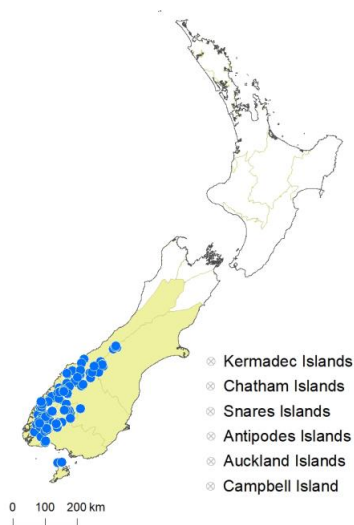 Kermadec Islands
Chatham Islands
Snares Islands
Antipodes Islands
Auckland Islands
Campbell Island
0 100 200 km